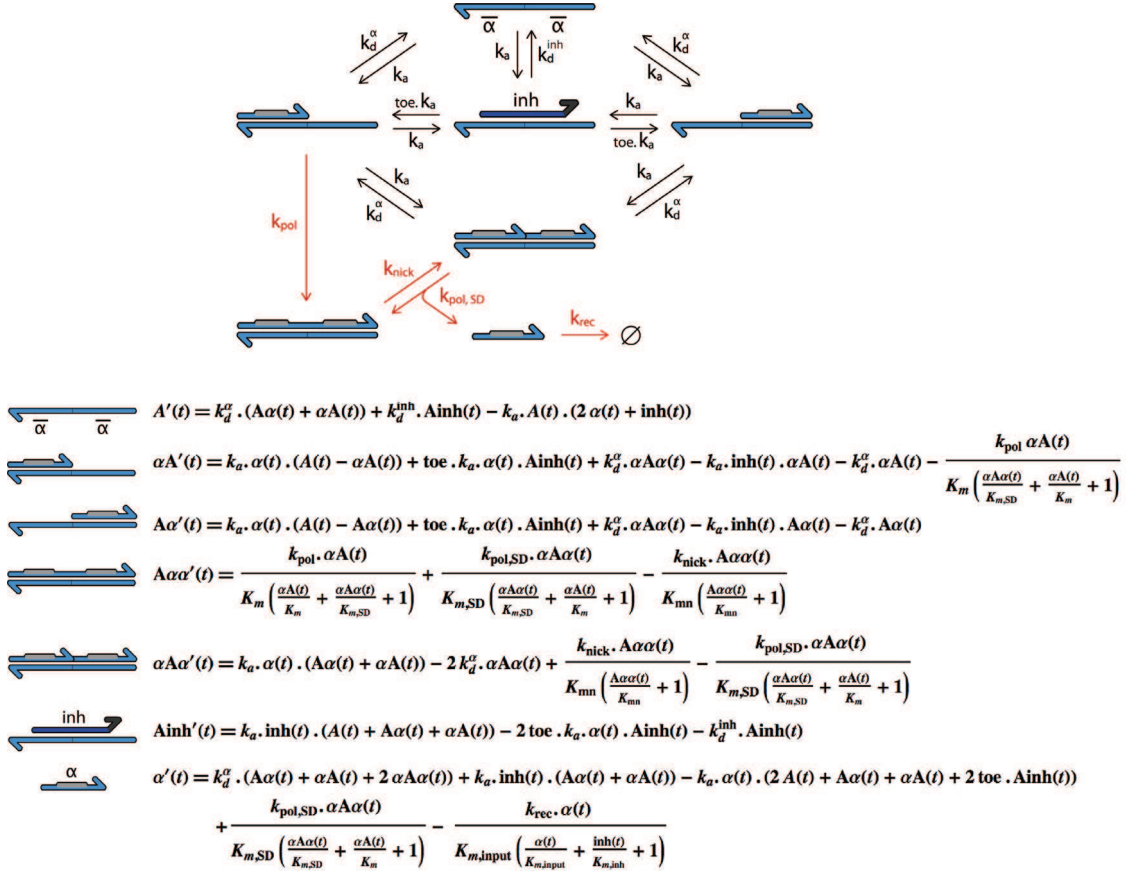 α̅ α̅
k_d^α k_a k_d^inh k_d^α
k_a k_a
toe.k_a inh k_a
k_a toe.k_a
k_a k_a
k_d^α k_d^α
k_pol
k_nick
k_pol,SD
k_rec ∅
α̅ α̅ A′(t) = k_d^α.(Aα(t) + αA(t)) + k_d^inh.Ainh(t) − k_a.A(t).(2 α(t) + inh(t))
αA′(t) = k_a.α(t).(A(t) − αA(t)) + toe.k_a.α(t).Ainh(t) + k_d^α.αAα(t) − k_a.inh(t).αA(t) − k_d^α.αA(t) − k_pol αA(t) / (K_m (αAα(t)/K_m,SD + αA(t)/K_m + 1))
Aα′(t) = k_a.α(t).(A(t) − Aα(t)) + toe.k_a.α(t).Ainh(t) + k_d^α.αAα(t) − k_a.inh(t).Aα(t) − k_d^α.Aα(t)
Aαα′(t) = k_pol.αA(t) / (K_m (αA(t)/K_m + αAα(t)/K_m,SD + 1)) + k_pol,SD.αAα(t) / (K_m,SD (αAα(t)/K_m,SD + αA(t)/K_m + 1)) − k_nick.Aαα(t) / (K_mn (Aαα(t)/K_mn + 1))
αAα′(t) = k_a.α(t).(Aα(t) + αA(t)) − 2 k_d^α.αAα(t) + k_nick.Aαα(t) / (K_mn (Aαα(t)/K_mn + 1)) − k_pol,SD.αAα(t) / (K_m,SD (αAα(t)/K_m,SD + αA(t)/K_m + 1))
inh Ainh′(t) = k_a.inh(t).(A(t) + Aα(t) + αA(t)) − 2 toe.k_a.α(t).Ainh(t) − k_d^inh.Ainh(t)
α α′(t) = k_d^α.(Aα(t) + αA(t) + 2 αAα(t)) + k_a.inh(t).(Aα(t) + αA(t)) − k_a.α(t).(2 A(t) + Aα(t) + αA(t) + 2 toe.Ainh(t))
+ k_pol,SD.αAα(t) / (K_m,SD (αAα(t)/K_m,SD + αA(t)/K_m + 1)) − k_rec.α(t) / (K_m,input (α(t)/K_m,input + inh(t)/K_m,inh + 1))